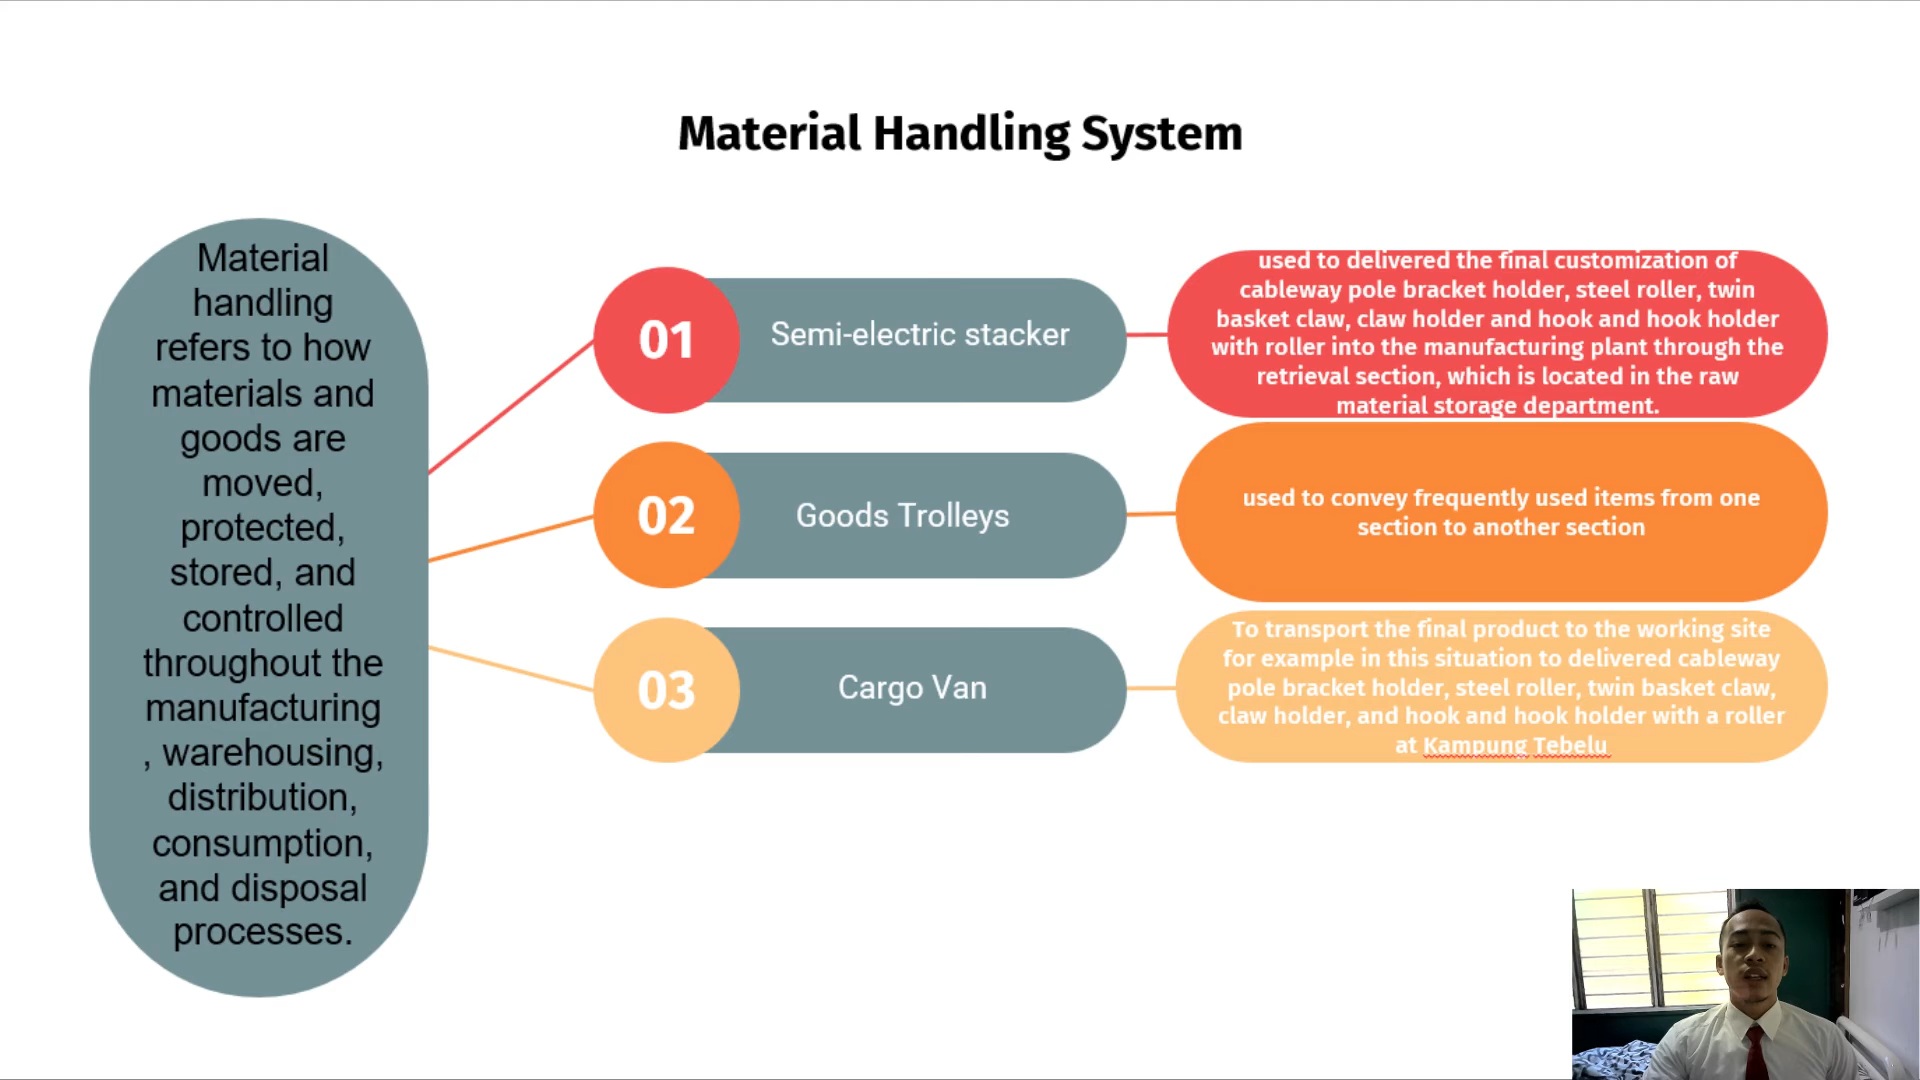 Material Handling System
Material
handling
refers to how
materials and
goods are
moved,
protected,
stored, and
controlled
throughout the
manufacturing
, warehousing,
distribution,
consumption,
and disposal
processes.
01
Semi-electric stacker
used to delivered the final customization of
cableway pole bracket holder, steel roller, twin
basket claw, claw holder and hook and hook holder
with roller into the manufacturing plant through the
retrieval section, which is located in the raw
material storage department.
02
Goods Trolleys
used to convey frequently used items from one
section to another section
03
Cargo Van
To transport the final product to the working site
for example in this situation to delivered cableway
pole bracket holder, steel roller, twin basket claw,
claw holder, and hook and hook holder with a roller
at Kampung Tebelu